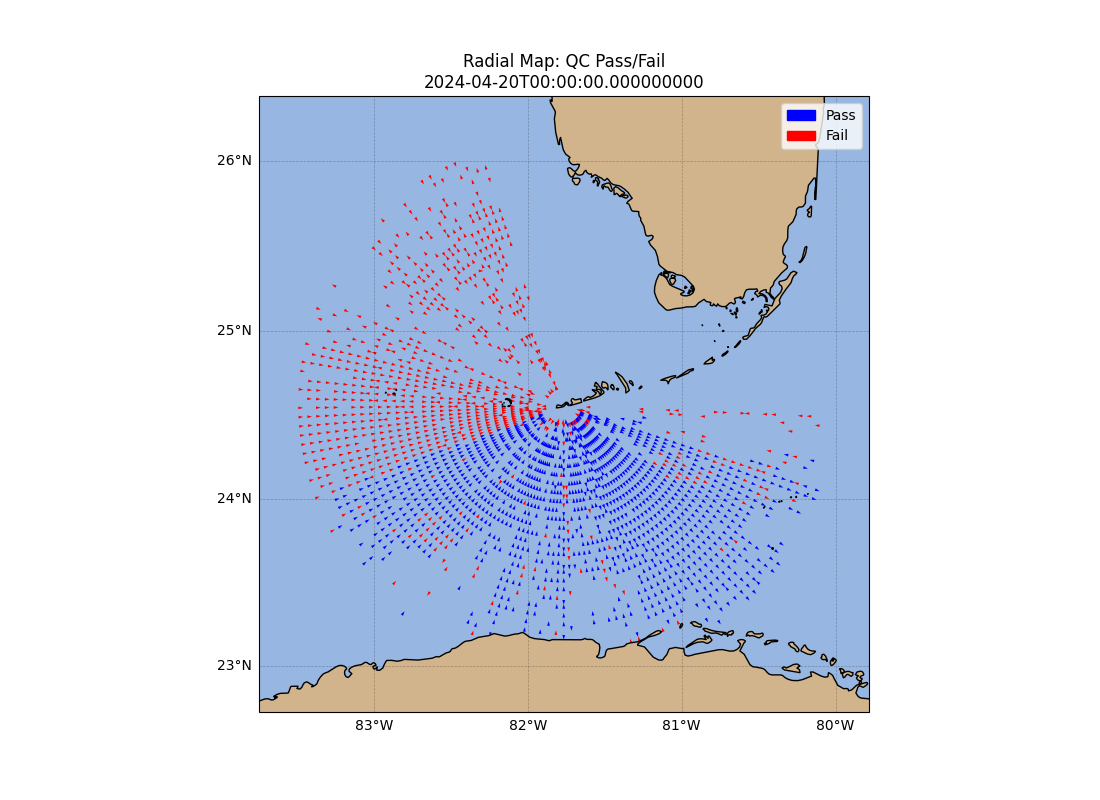 Radial Map: QC Pass/Fail
2024-04-20T00:00:00.000000000
Pass
Fail
26°N
25°N
24°N
23°N
83°W
82°W
81°W
80°W